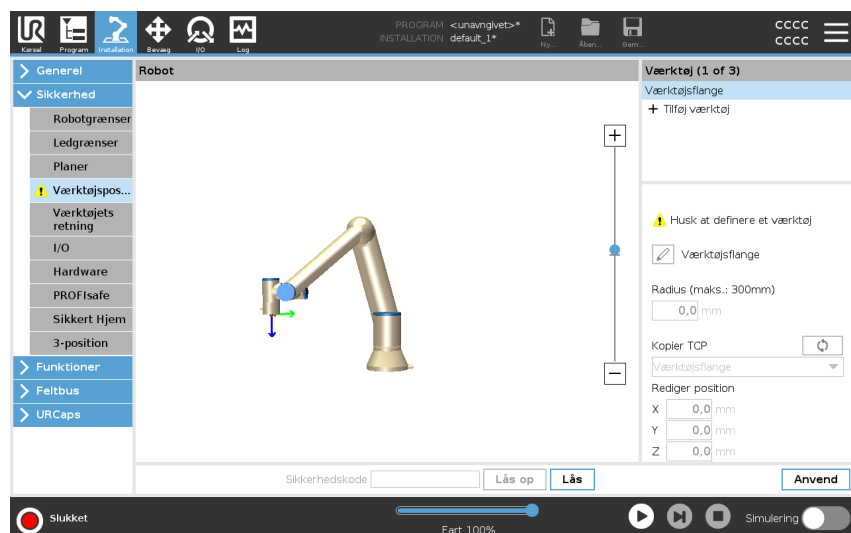 PROGRAM <unavngivet>*
INSTALLATION default_1*
Kørsel
Program
Installation
Bevæg
I/O
Log
Ny...
Åben...
Gem...
CCCC
CCCC
Generel
Sikkerhed
Robotgrænser
Ledgrænser
Planer
Værktøjspos...
Værktøjets
retning
I/O
Hardware
PROFIsafe
Sikkert Hjem
3-position
Funktioner
Feltbus
URCaps
Robot
Værktøj (1 of 3)
Værktøjsflange
Tilføj værktøj
Husk at definere et værktøj
Værktøjsflange
Radius (maks.: 300mm)
0,0 mm
Kopier TCP
Værktøjsflange
Rediger position
X 0,0 mm
Y 0,0 mm
Z 0,0 mm
Sikkerhedskode
Lås op
Lås
Anvend
Slukket
Fart 100%
Simulering